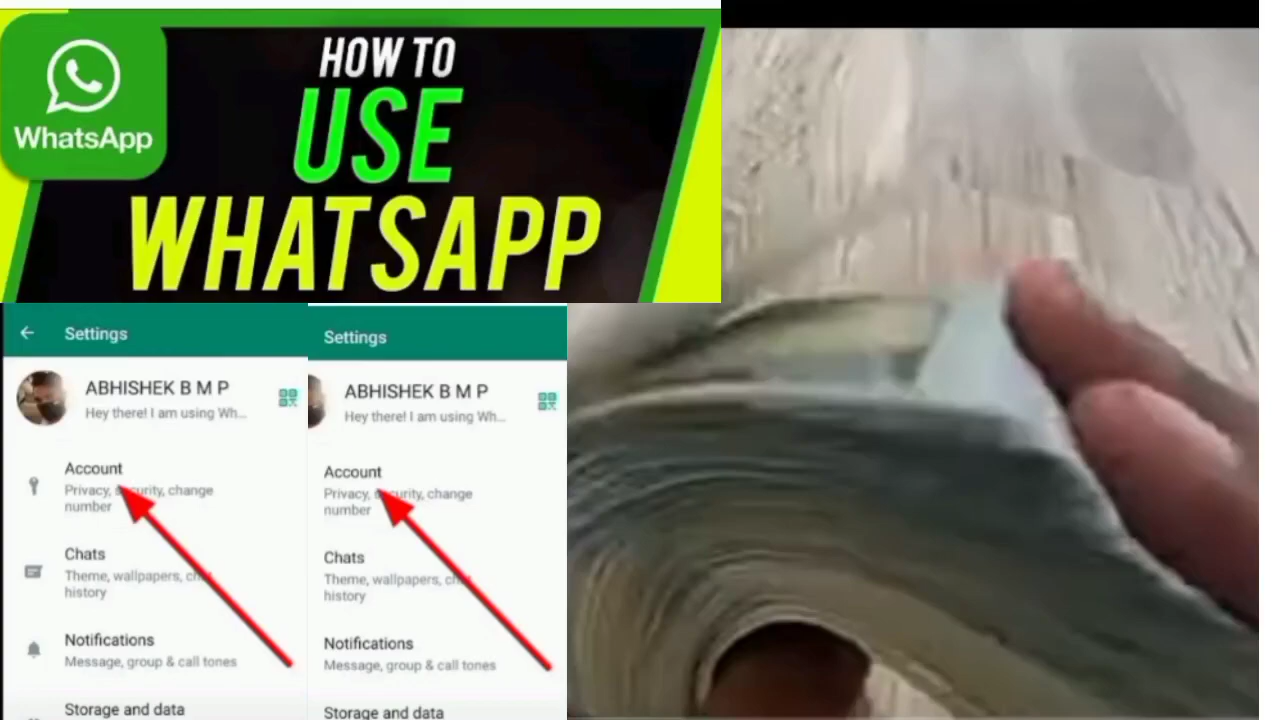 WhatsApp
HOW TO
USE
WHATSAPP
Settings
ABHISHEK B M P
Hey there! I am using Wh...
Account
Privacy, security, change
number
Chats
Theme, wallpapers, chat
history
Notifications
Message, group & call tones
Storage and data
Settings
ABHISHEK B M P
Hey there! I am using Wh...
Account
Privacy, security, change
number
Chats
Theme, wallpapers, chat
history
Notifications
Message, group & call tones
Storage and data